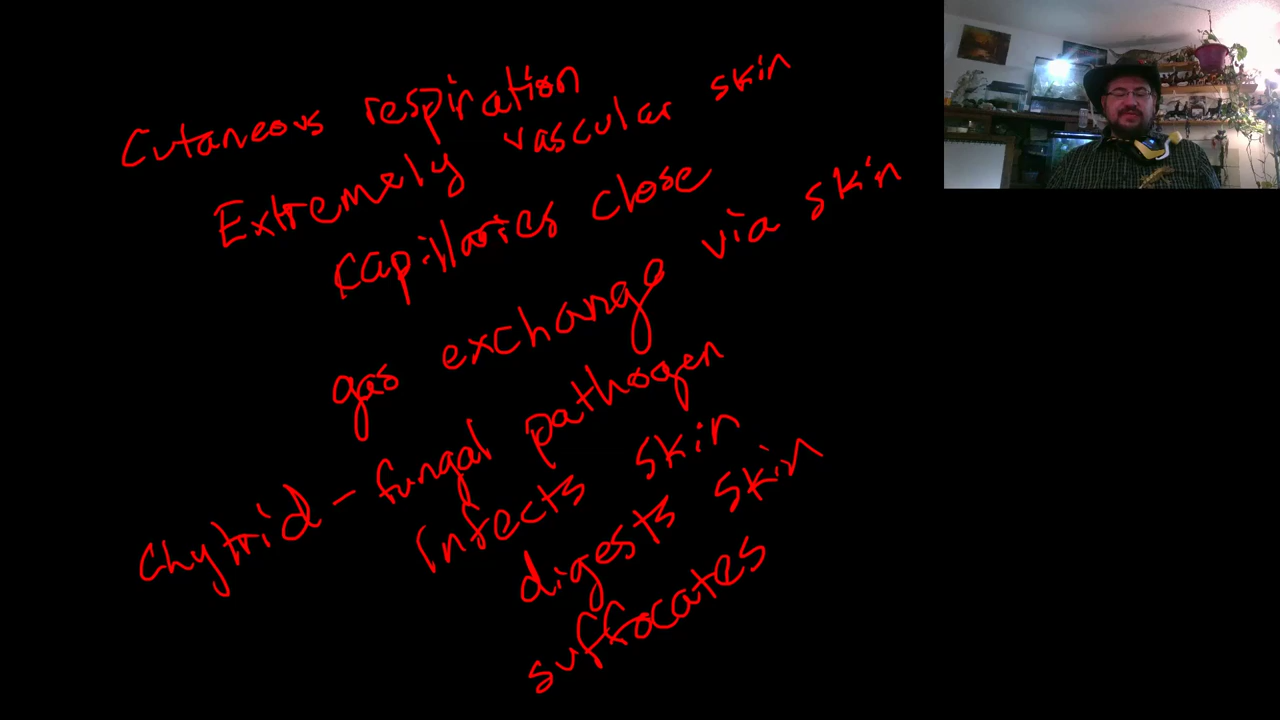 Cutaneous respiration
Extremely vascular skin
capillaries close
gas exchange via skin
Chytrid - fungal pathogen
infects skin
digests skin
suffocates